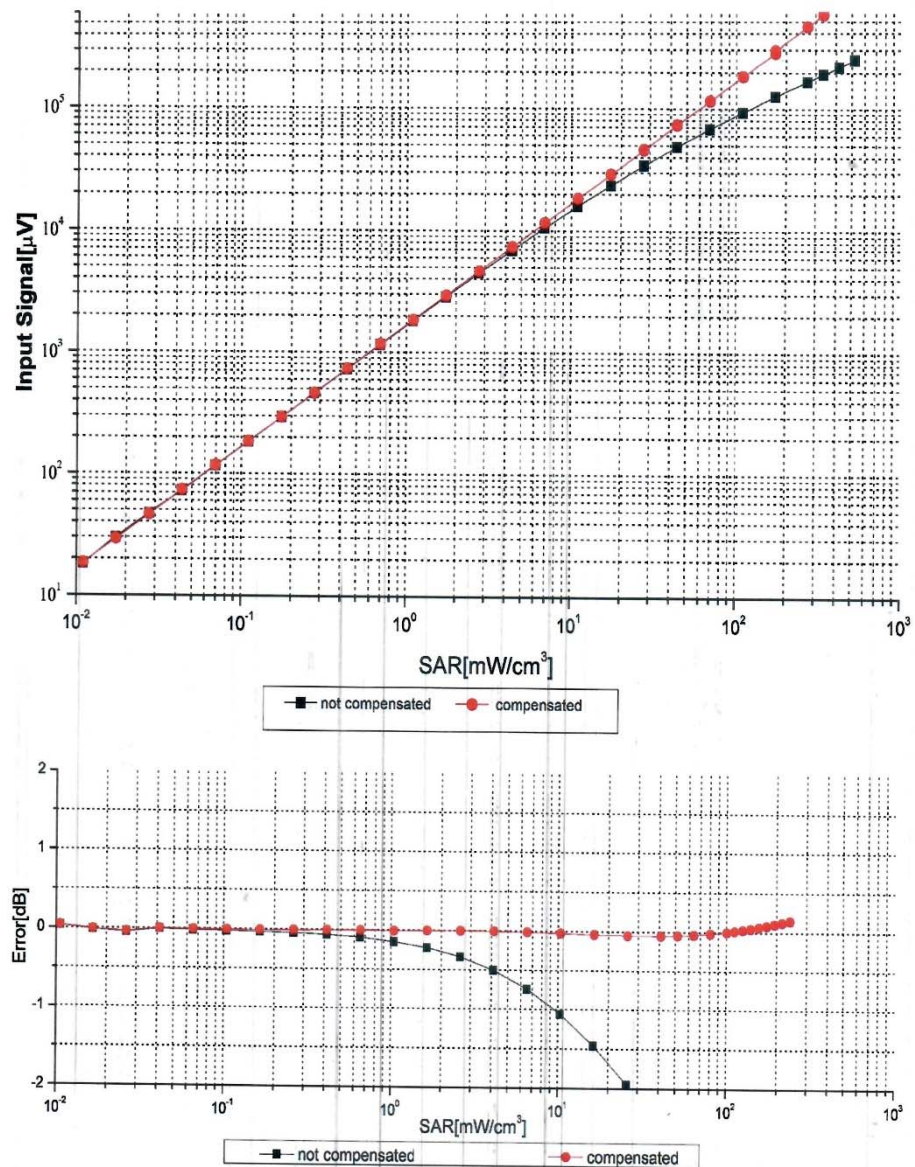 Input Signal[µV]
10⁵
10⁴
10³
10²
10¹
10⁻² 10⁻¹ 10⁰ 10¹ 10² 10³
SAR[mW/cm³]
not compensated compensated
Error[dB]
2
1
0
-1
-2
10⁻² 10⁻¹ 10⁰ 10¹ 10² 10³
SAR[mW/cm³]
not compensated compensated